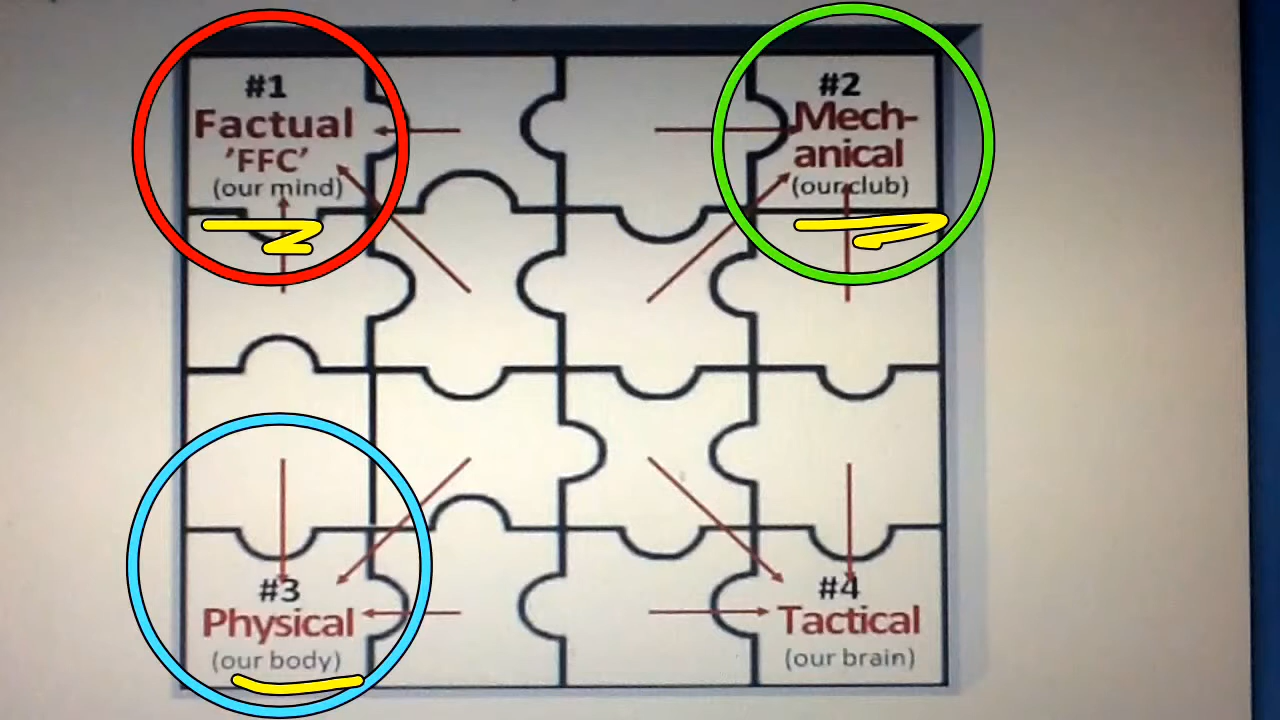 #1
Factual
'FFC'
(our mind)
#2
Mech-
anical
(our club)
#3
Physical
(our body)
#4
Tactical
(our brain)